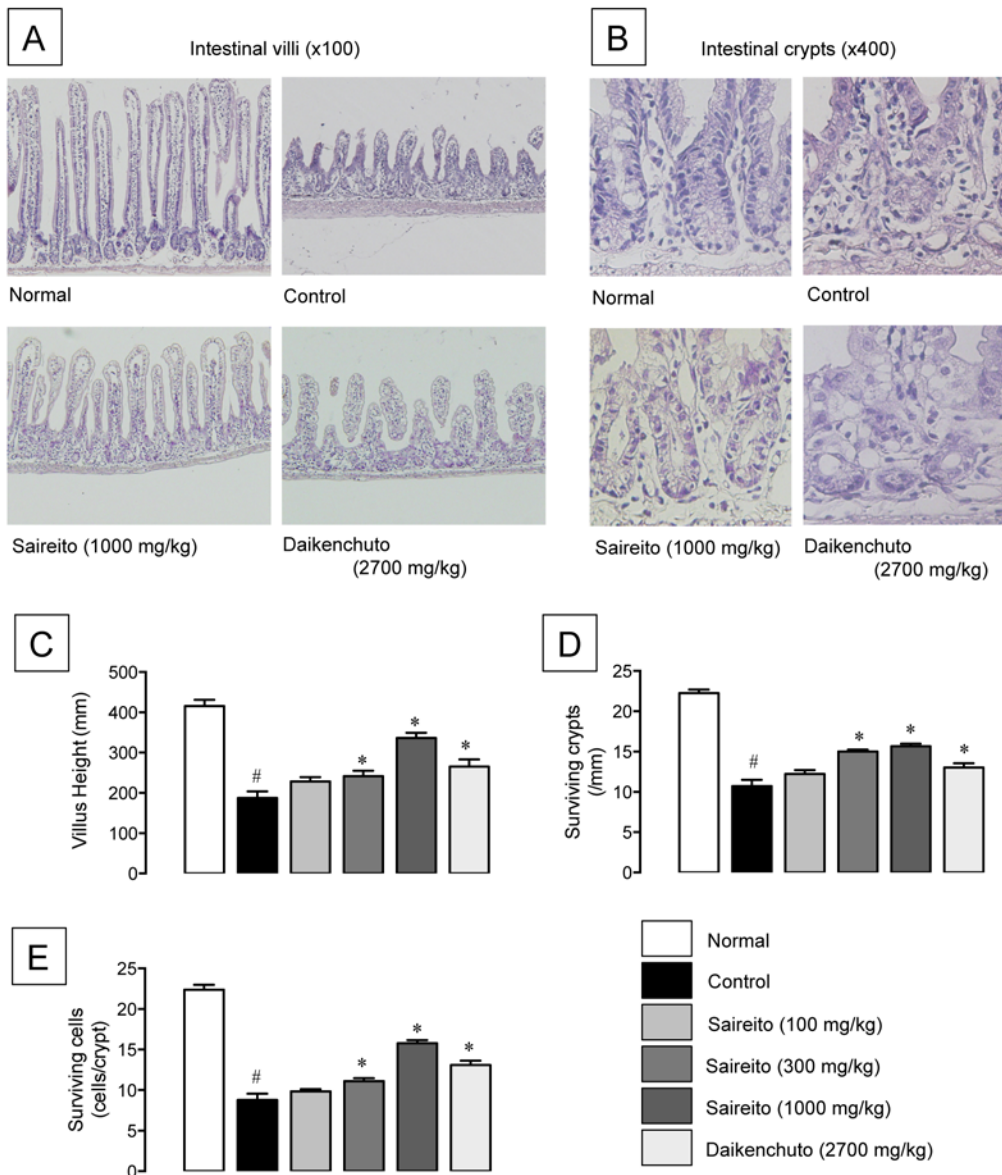 A
Intestinal villi (x100)
Normal
Control
Saireito (1000 mg/kg)
Daikenchuto
(2700 mg/kg)
B
Intestinal crypts (x400)
Normal
Control
Saireito (1000 mg/kg)
Daikenchuto
(2700 mg/kg)
C
Villus Height (mm)
500
400
300
200
100
0
#
*
*
*
D
Surviving crypts
(/mm)
25
20
15
10
5
0
#
*
*
*
E
Surviving cells
(cells/crypt)
25
20
15
10
5
0
#
*
*
*
Normal
Control
Saireito (100 mg/kg)
Saireito (300 mg/kg)
Saireito (1000 mg/kg)
Daikenchuto (2700 mg/kg)